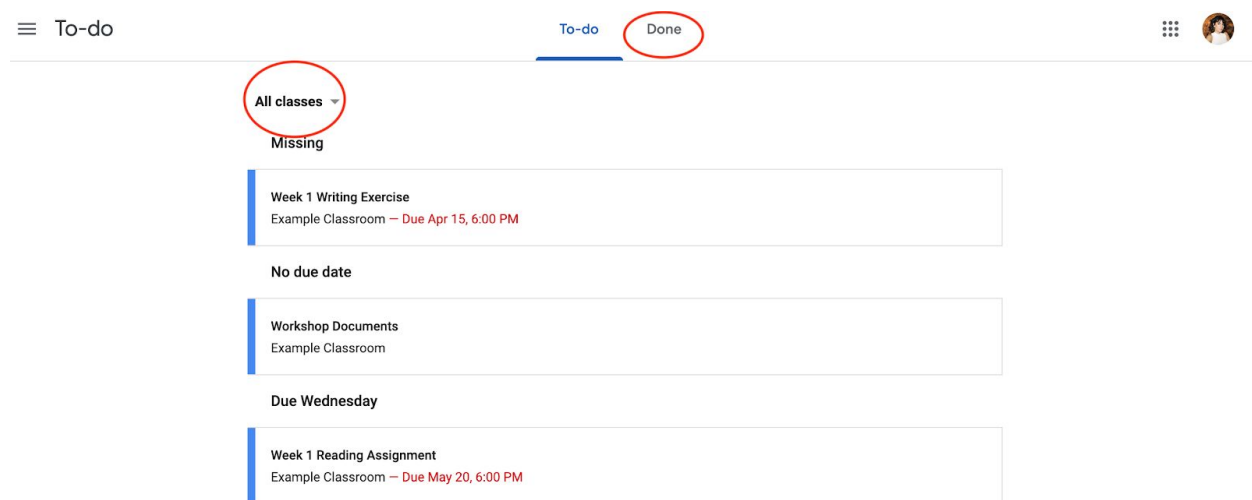 To-do
To-do
Done
All classes
Missing
Week 1 Writing Exercise
Example Classroom — Due Apr 15, 6:00 PM
No due date
Workshop Documents
Example Classroom
Due Wednesday
Week 1 Reading Assignment
Example Classroom — Due May 20, 6:00 PM